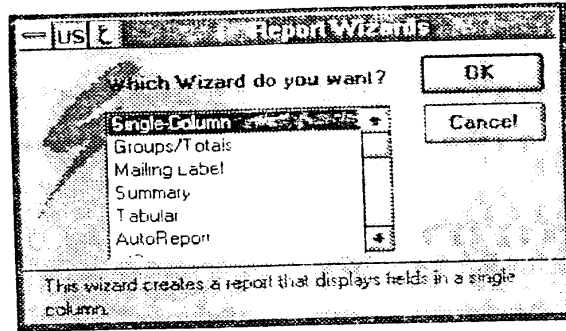 US ع Report Wizards
Which Wizard do you want?
OK
Cancel
Single-Column
Groups/Totals
Mailing Label
Summary
Tabular
AutoReport
This wizard creates a report that displays fields in a single
column.